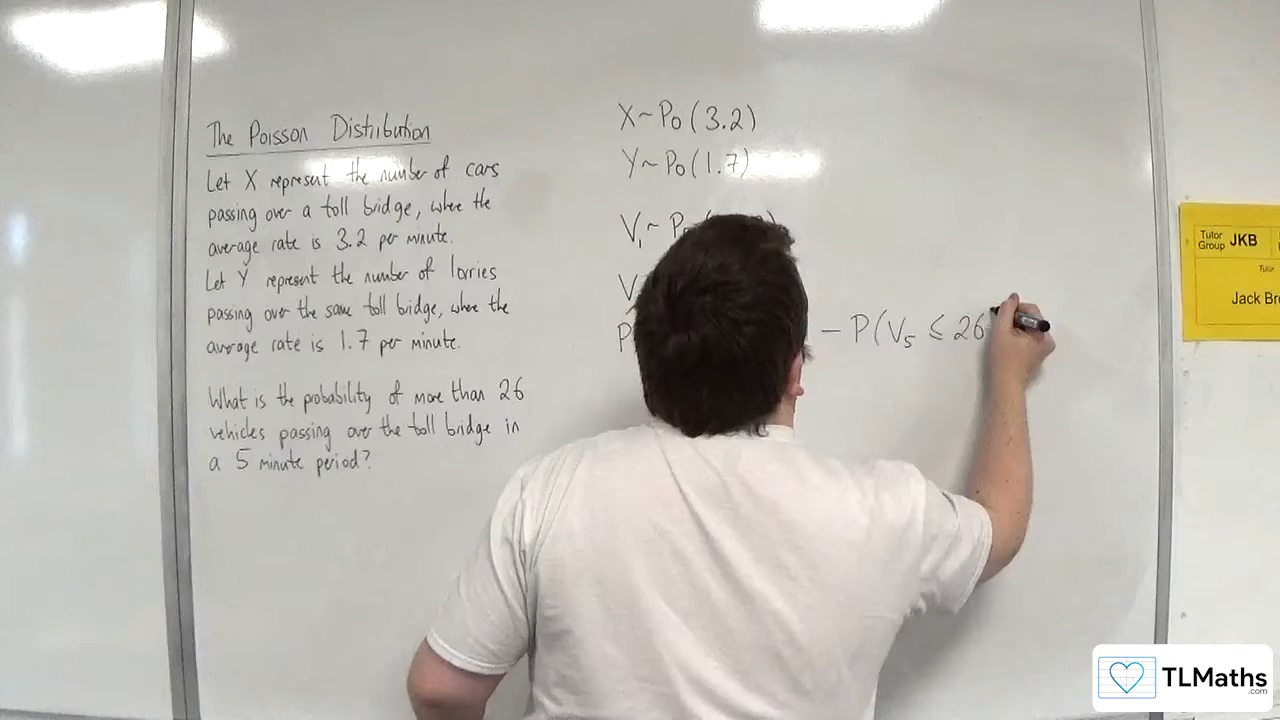 The Poisson Distribution
Let X represent the number of cars
passing over a toll bridge, where the
average rate is 3.2 per minute.
Let Y represent the number of lorries
passing over the same toll bridge, where the
average rate is 1.7 per minute.
What is the probability of more than 26
vehicles passing over the toll bridge in
a 5 minute period?
X~Po(3.2)
Y~Po(1.7)
V₁~
V
P
− P(V₅ ≤ 26
Tutor
Group JKB
Tutor
Jack Br
TLMaths
.com